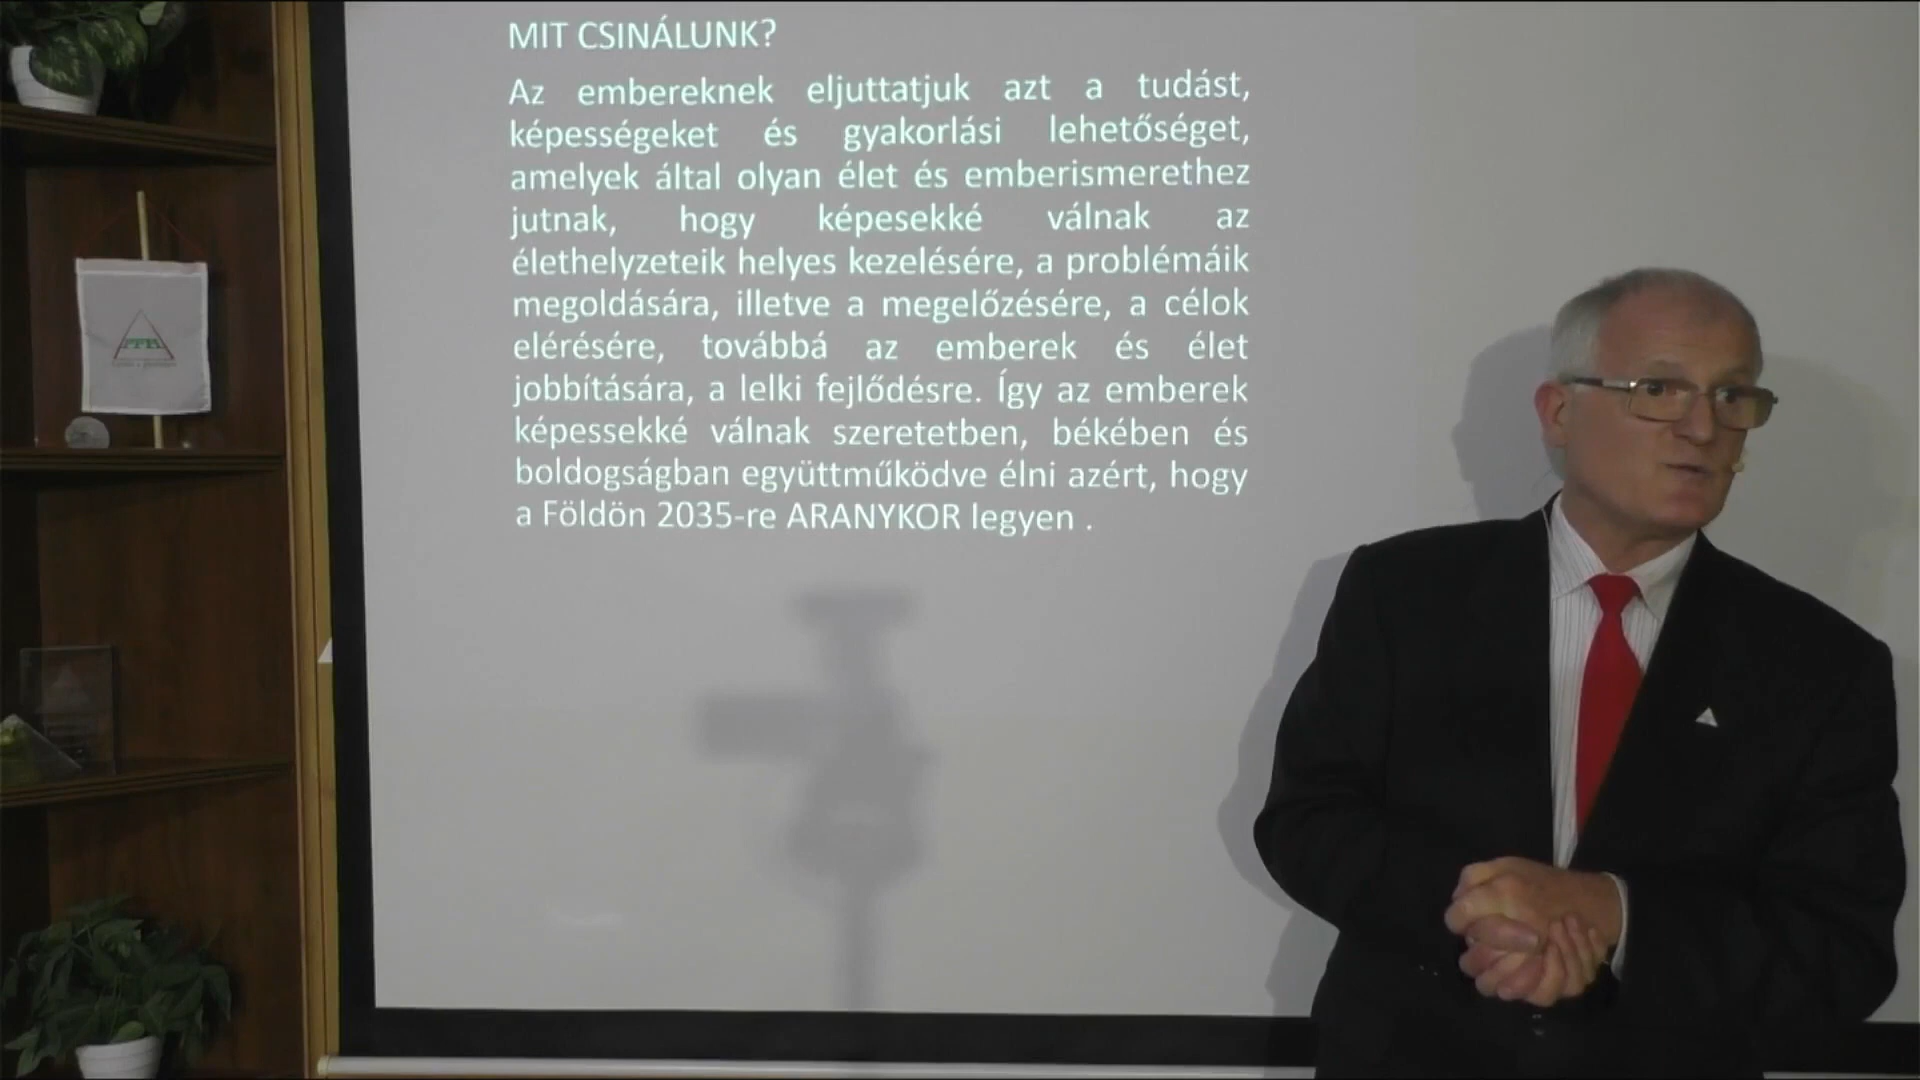 MIT CSINÁLUNK?
Az embereknek eljuttatjuk azt a tudást,
képességeket és gyakorlási lehetőséget,
amelyek által olyan élet és emberismerethez
jutnak, hogy képesekké válnak az
élethelyzeteik helyes kezelésére, a problémáik
megoldására, illetve a megelőzésére, a célok
elérésére, továbbá az emberek és élet
jobbítására, a lelki fejlődésre. Így az emberek
képessekké válnak szeretetben, békében és
boldogságban együttműködve élni azért, hogy
a Földön 2035-re ARANYKOR legyen .